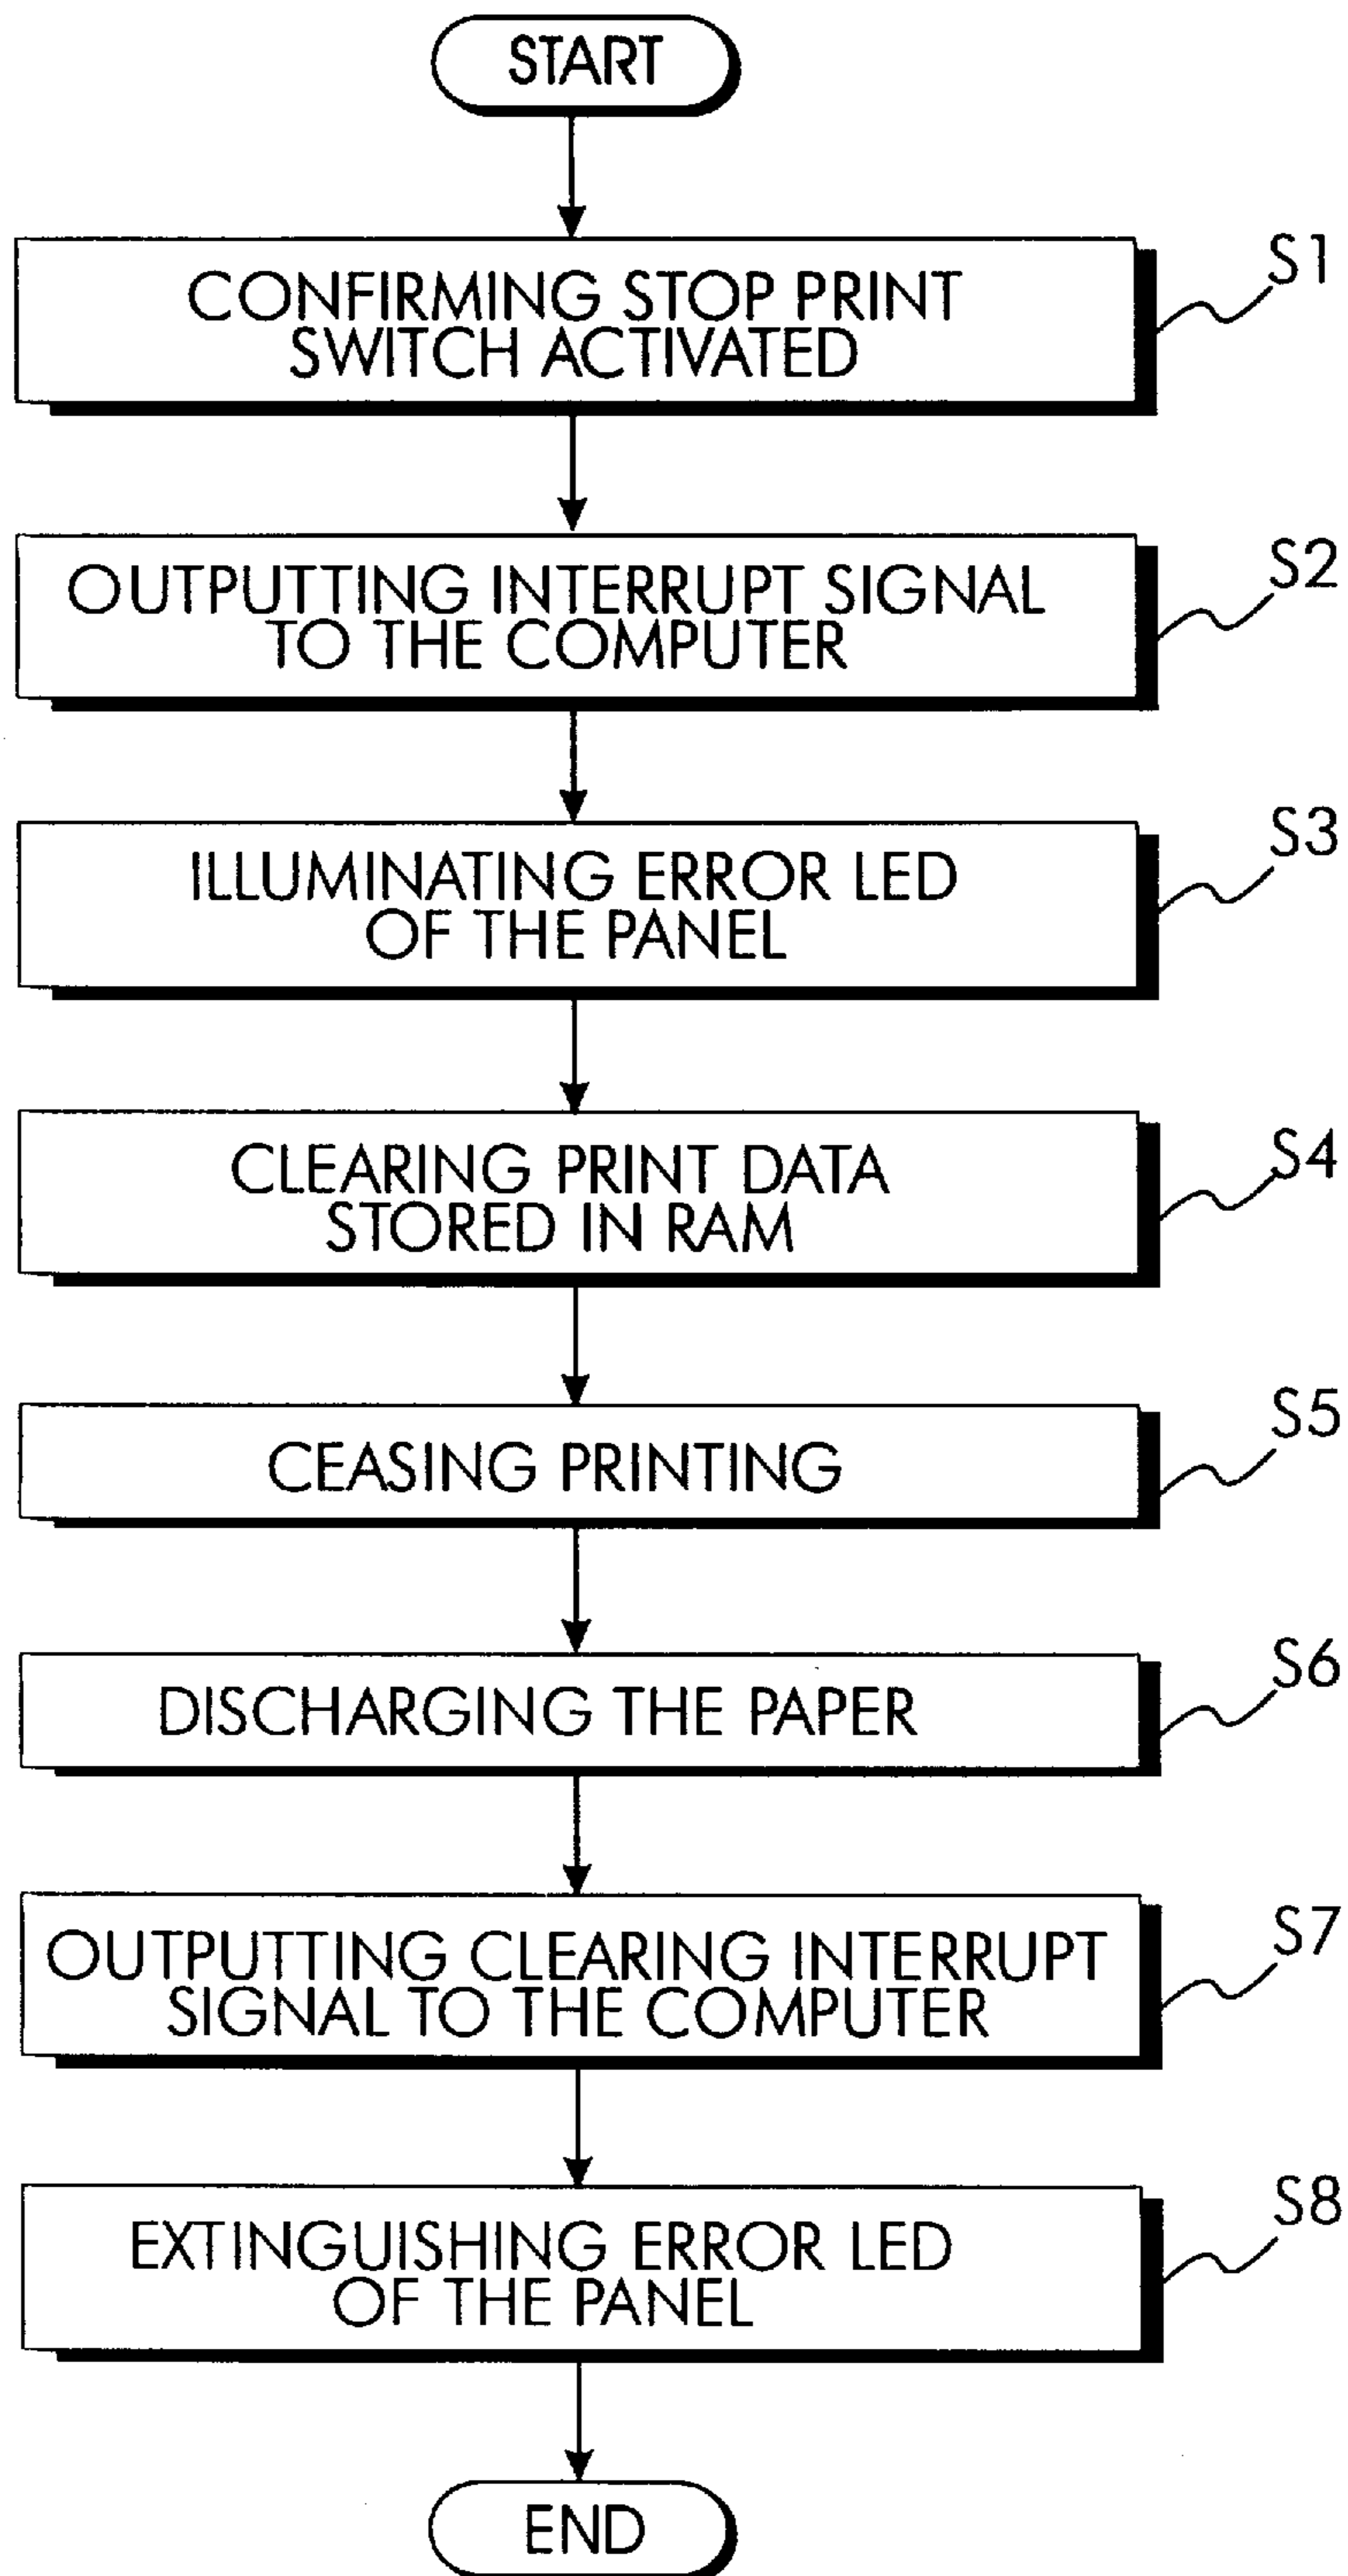 START
CONFIRMING STOP PRINT
SWITCH ACTIVATED
S1
OUTPUTTING INTERRUPT SIGNAL
TO THE COMPUTER
S2
ILLUMINATING ERROR LED
OF THE PANEL
S3
CLEARING PRINT DATA
STORED IN RAM
S4
CEASING PRINTING
S5
DISCHARGING THE PAPER
S6
OUTPUTTING CLEARING INTERRUPT
SIGNAL TO THE COMPUTER
S7
EXTINGUISHING ERROR LED
OF THE PANEL
S8
END